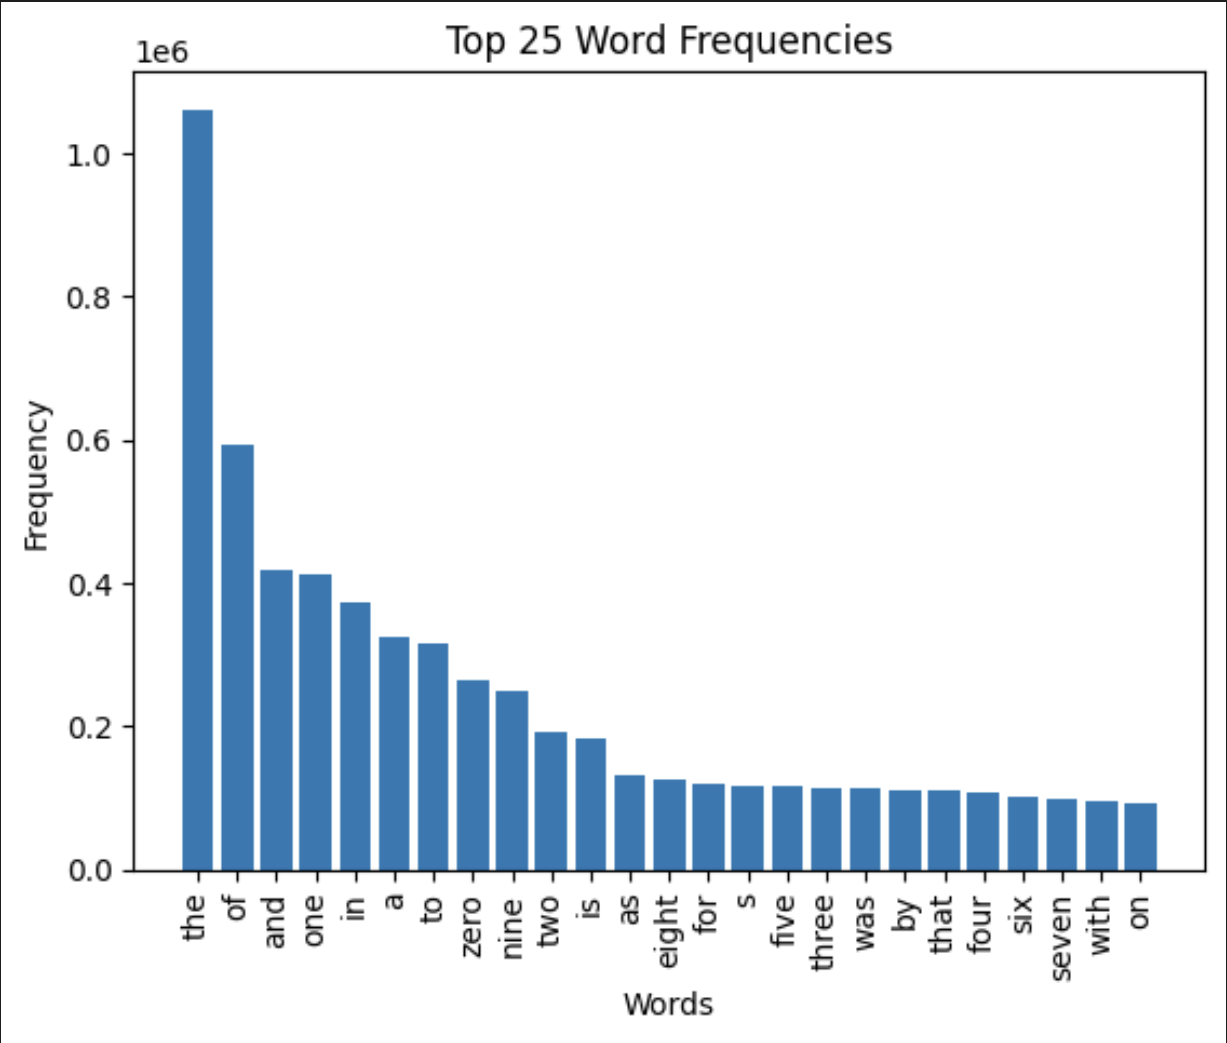 Top 25 Word Frequencies
1e6
1.0
0.8
0.6
0.4
0.2
0.0
Frequency
the of and one in a to zero nine two is as eight for s five three was by that four six seven with on
Words